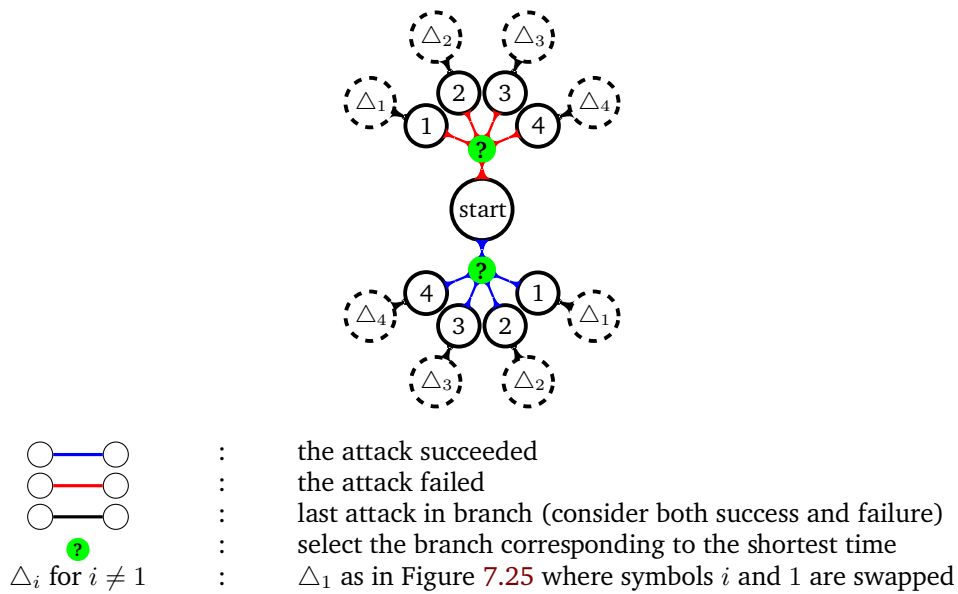 △₂ △₃
△₁ 2 3 △₄
1 4
?
start
?
4 1
△₄ 3 2 △₁
△₃ △₂
: the attack succeeded
: the attack failed
: last attack in branch (consider both success and failure)
? : select the branch corresponding to the shortest time
△ᵢ for i ≠ 1 : △₁ as in Figure 7.25 where symbols i and 1 are swapped